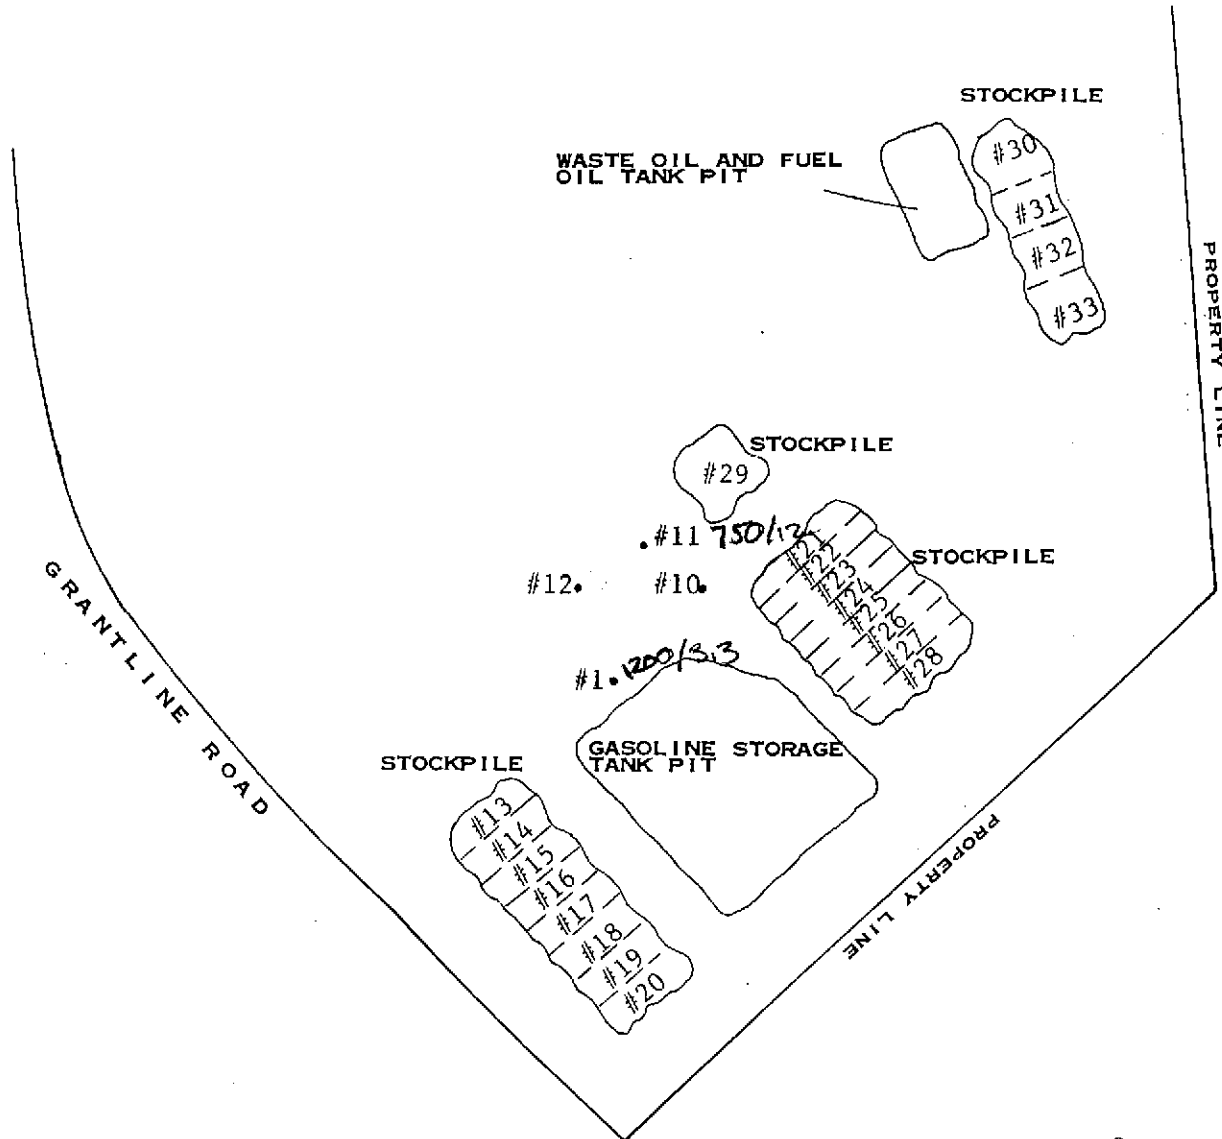 STOCKPILE
WASTE OIL AND FUEL
OIL TANK PIT
#30
#31
#32
#33
PROPERTY LINE
STOCKPILE
#29
.#11 750/12
STOCKPILE
#12.
#10.
#21
#22
#23
#24
#25
#26
#27
#28
#1. 1200/3.3
GRANTLINE ROAD
GASOLINE STORAGE
TANK PIT
STOCKPILE
#13
#14
#15
#16
#17
#18
#19
#20
PROPERTY LINE